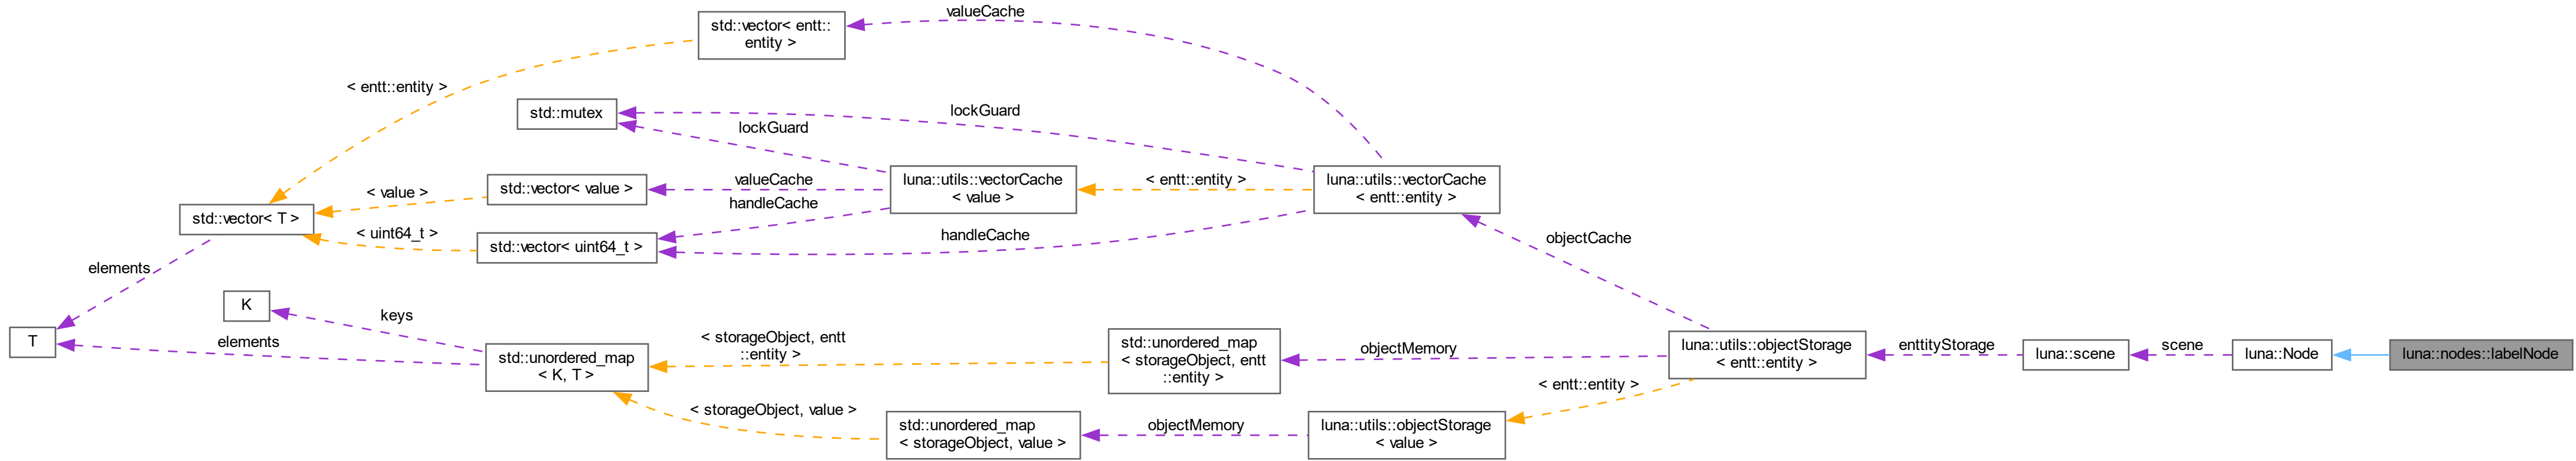 valueCache
std::vector< entt::
entity >
< entt::entity >
lockGuard
std::mutex
lockGuard
luna::utils::vectorCache
< value >
valueCache
std::vector< value >
< value >
< entt::entity >
luna::utils::vectorCache
< entt::entity >
handleCache
std::vector< T >
< uint64_t >
std::vector< uint64_t >
handleCache
objectCache
elements
K
keys
T
elements
std::unordered_map
< K, T >
< storageObject, entt
::entity >
std::unordered_map
< storageObject, entt
::entity >
objectMemory
luna::utils::objectStorage
< entt::entity >
enttityStorage
luna::scene
scene
luna::Node
luna::nodes::labelNode
< entt::entity >
< storageObject, value >
std::unordered_map
< storageObject, value >
objectMemory
luna::utils::objectStorage
< value >